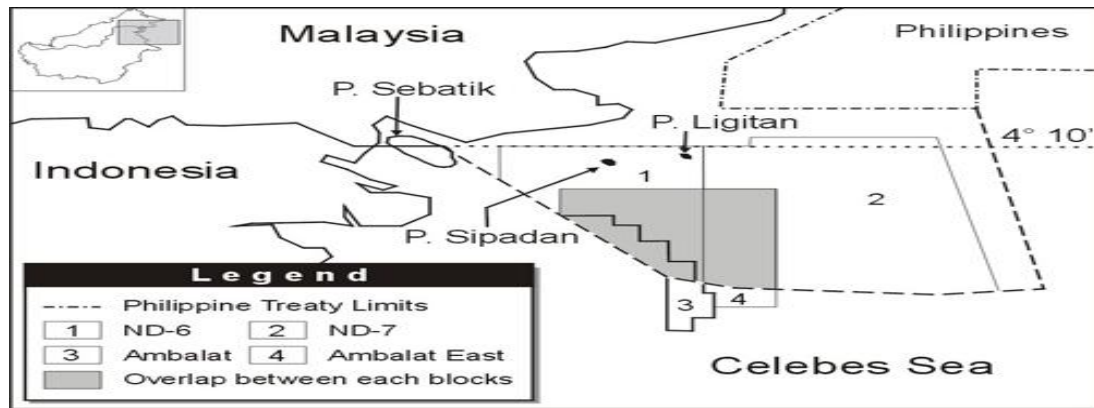 Malaysia
Philippines
P. Sebatik
P. Ligitan
4° 10'
Indonesia
1
2
P. Sipadan
Legend
Philippine Treaty Limits
1 ND-6 2 ND-7
3 Ambalat 4 Ambalat East
Overlap between each blocks
3
4
Celebes Sea